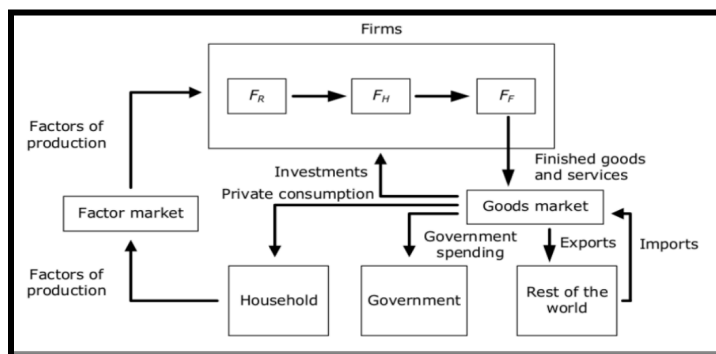 Firms
F_R
F_H
F_F
Factors of
production
Investments
Private consumption
Finished goods
and services
Factor market
Goods market
Government
spending
Exports
Imports
Factors of
production
Household
Government
Rest of the
world